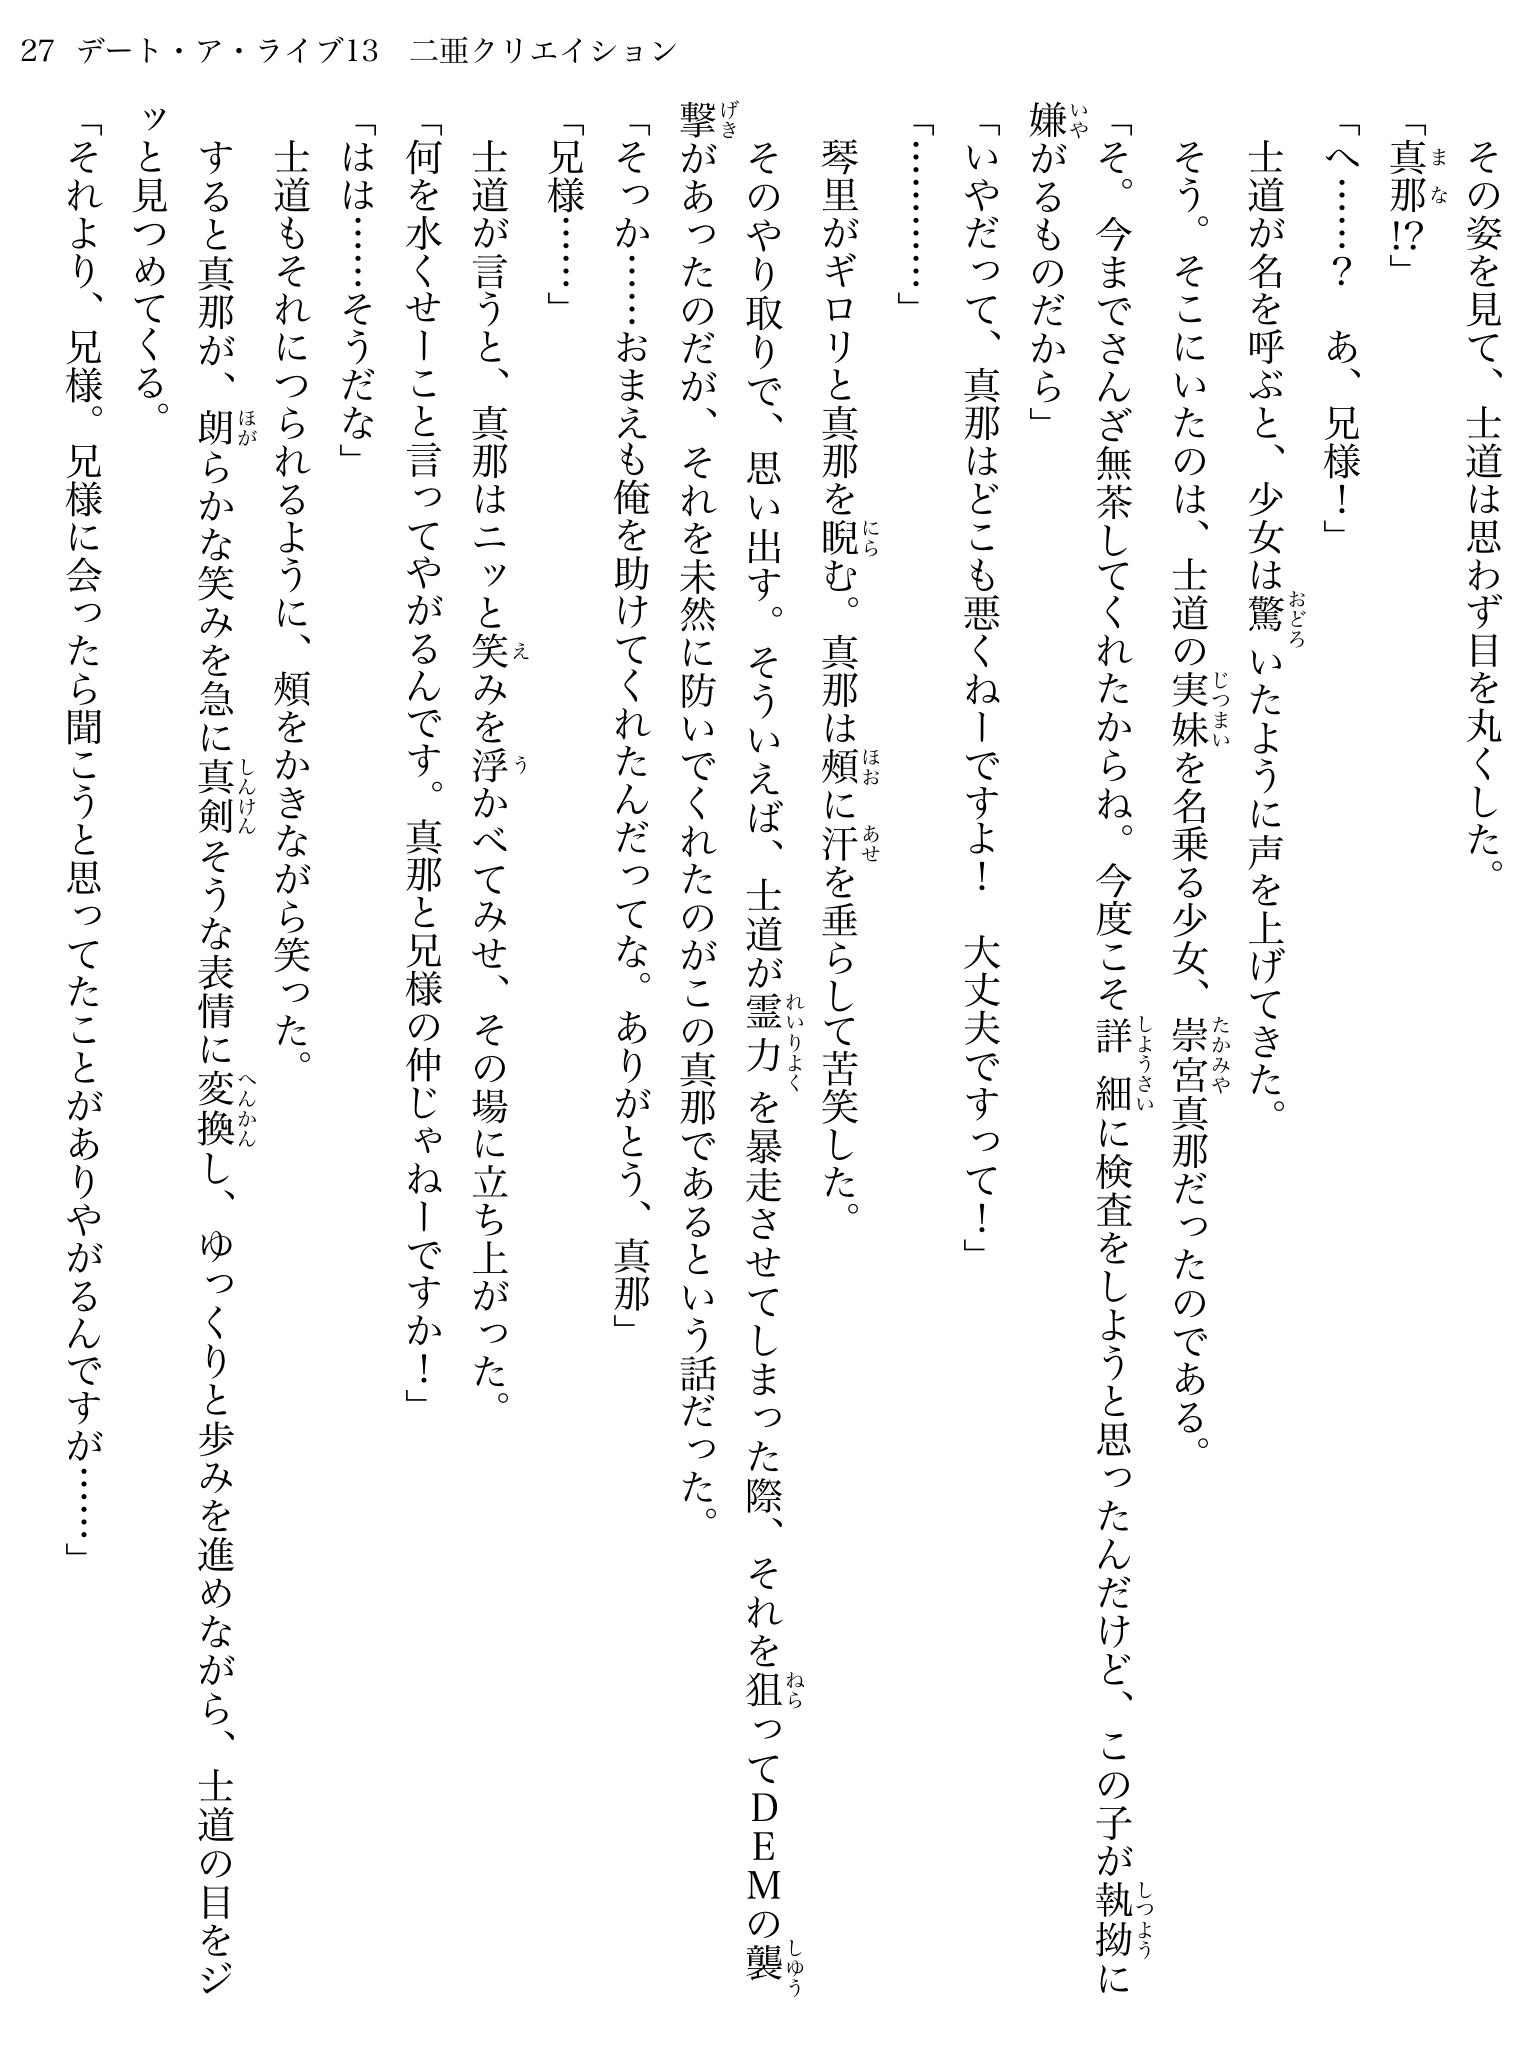 27 デート・ア・ライブ13　二亜クリエイション
　その姿を見て、士道は思わず目を丸くした。
「真那!?」
「へ……？　あ、兄様！」
　士道が名を呼ぶと、少女は驚いたように声を上げてきた。
　そう。そこにいたのは、士道の実妹を名乗る少女、崇宮真那だったのである。
「そ。今までさんざ無茶してくれたからね。今度こそ詳細に検査をしようと思ったんだけど、この子が執拗に
嫌がるものだから」
「いやだって、真那はどこも悪くねーですよ！　大丈夫ですって！」
「…………」
　琴里がギロリと真那を睨む。真那は頰に汗を垂らして苦笑した。
　そのやり取りで、思い出す。そういえば、士道が霊力を暴走させてしまった際、それを狙ってＤＥＭの襲
撃があったのだが、それを未然に防いでくれたのがこの真那であるという話だった。
「そっか……おまえも俺を助けてくれたんだってな。ありがとう、真那」
「兄様……」
　士道が言うと、真那はニッと笑みを浮かべてみせ、その場に立ち上がった。
「何を水くせーこと言ってやがるんです。真那と兄様の仲じゃねーですか！」
「はは……そうだな」
　士道もそれにつられるように、頰をかきながら笑った。
　すると真那が、朗らかな笑みを急に真剣そうな表情に変換し、ゆっくりと歩みを進めながら、士道の目をジ
ッと見つめてくる。
「それより、兄様。兄様に会ったら聞こうと思ってたことがありやがるんですが……」